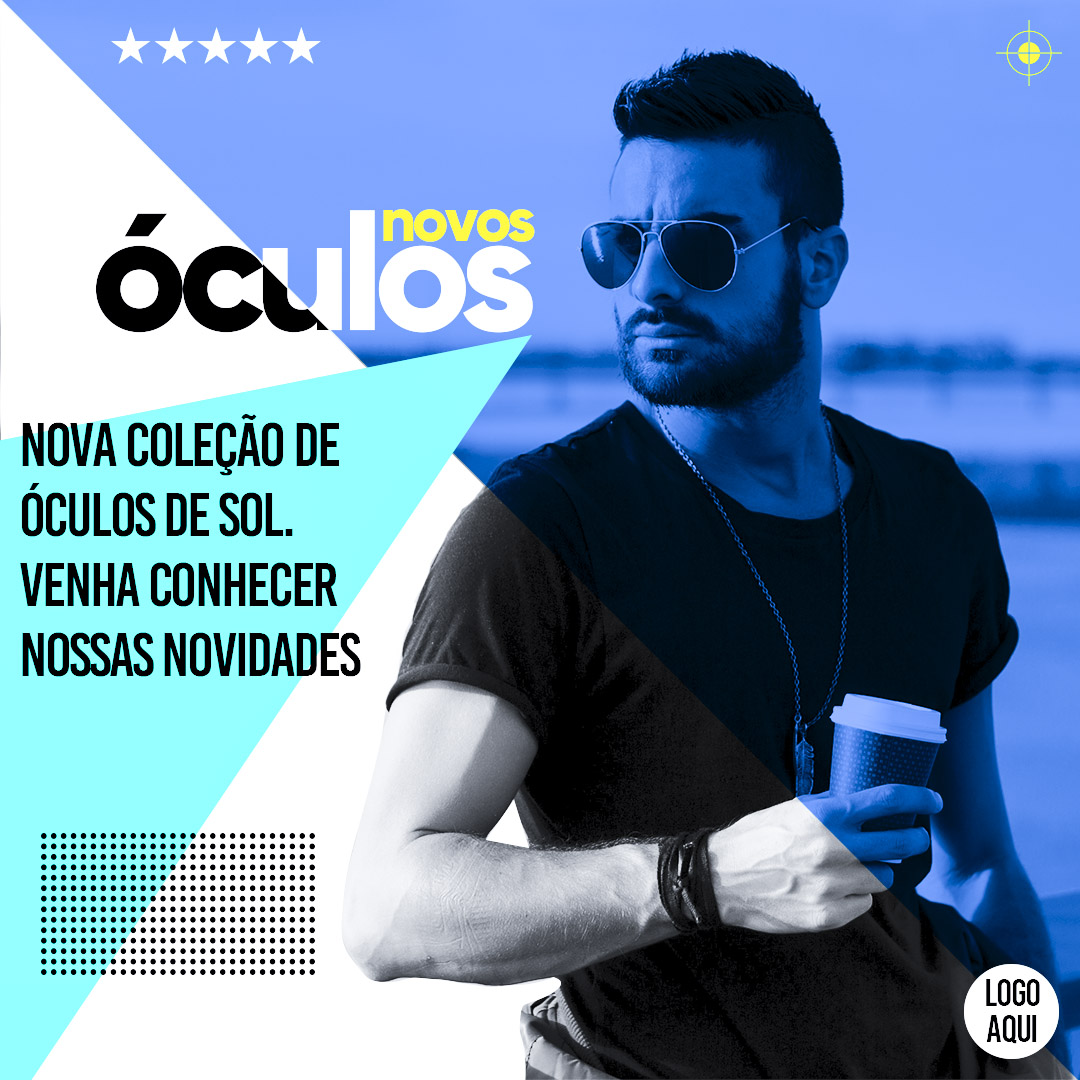 novos
óculos
NOVA COLEÇÃO DE
ÓCULOS DE SOL.
VENHA CONHECER
NOSSAS NOVIDADES
LOGO
AQUI